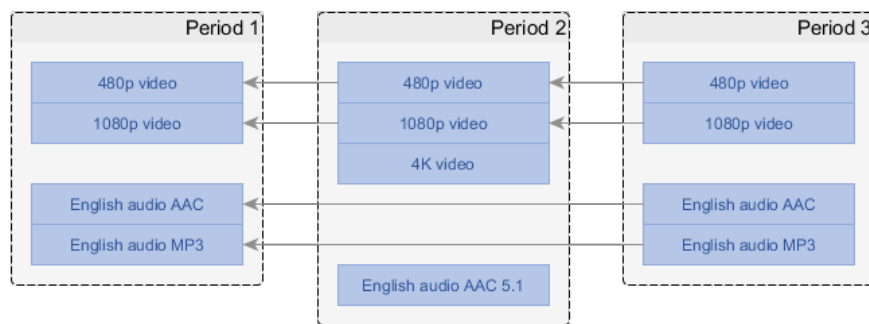 Period 1
480p video
1080p video
English audio AAC
English audio MP3
Period 2
480p video
1080p video
4K video
English audio AAC 5.1
Period 3
480p video
1080p video
English audio AAC
English audio MP3